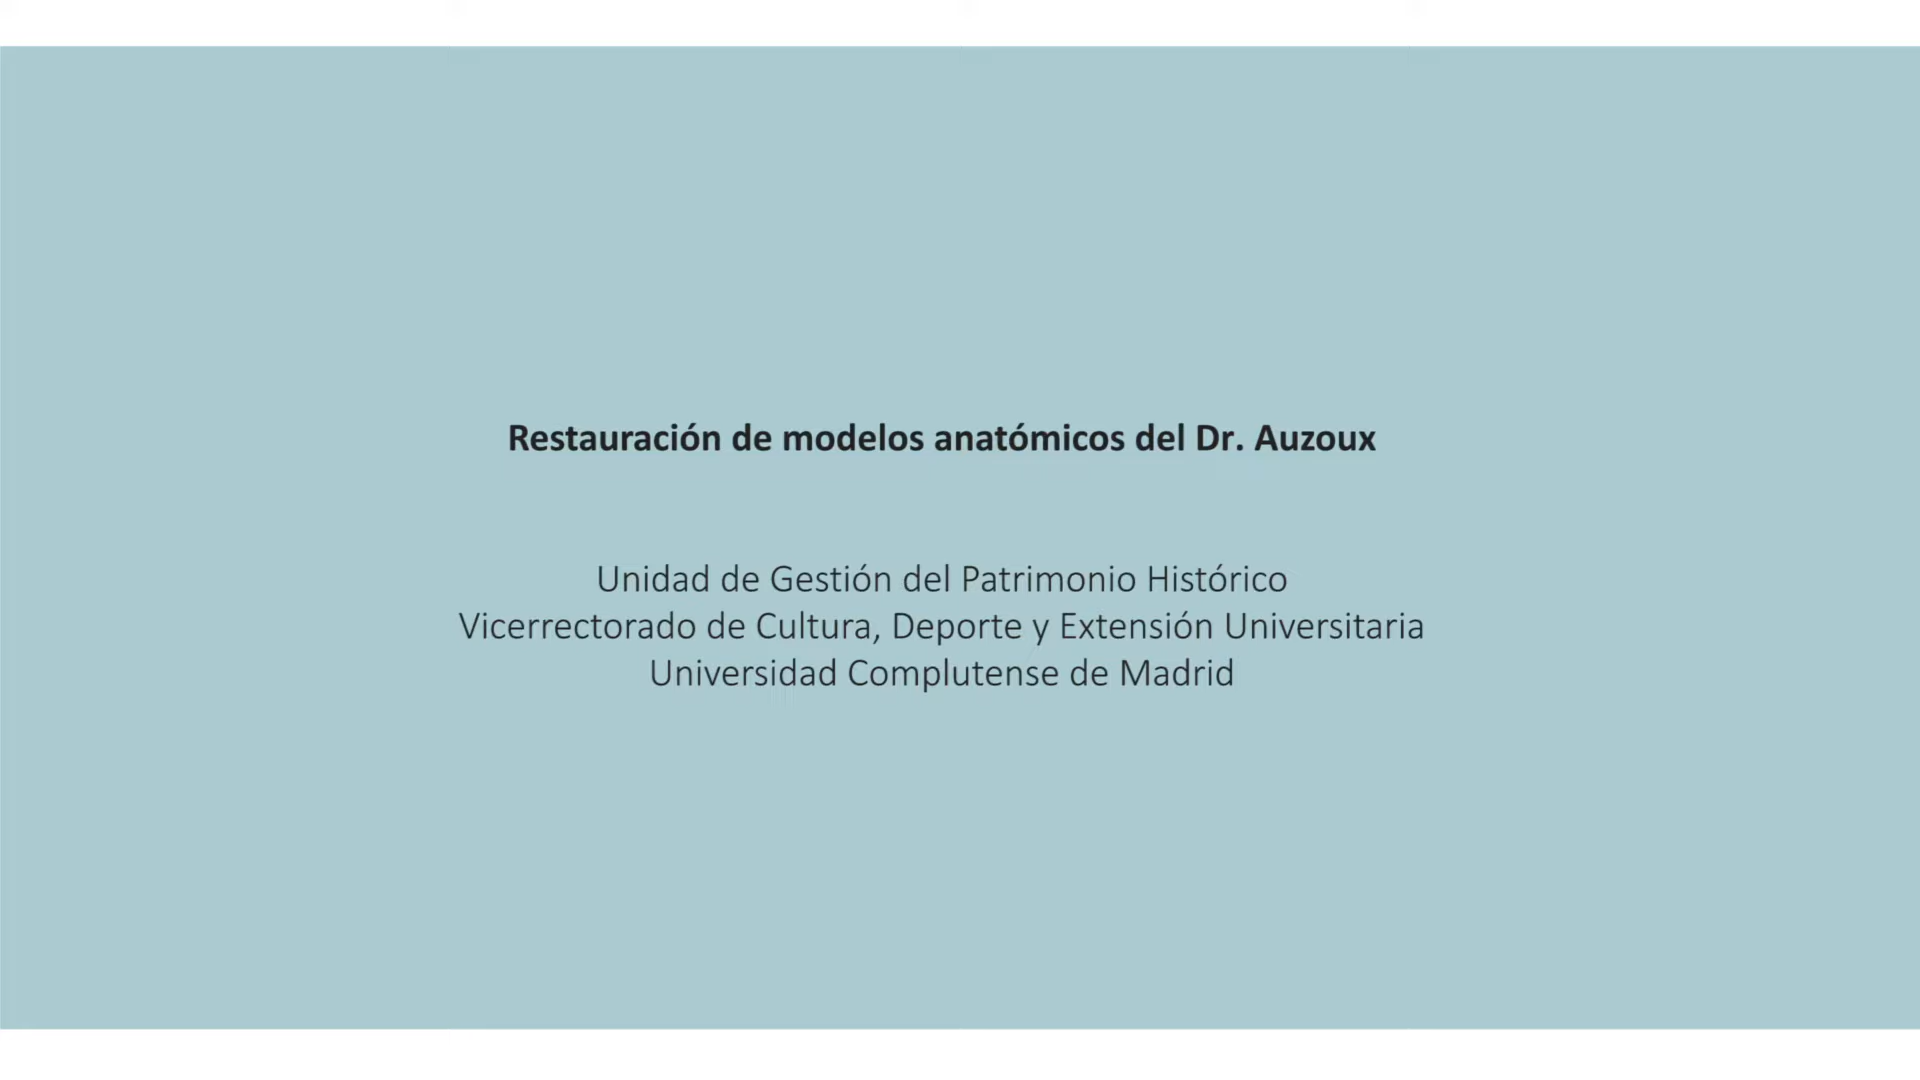 Restauración de modelos anatómicos del Dr. Auzoux
Unidad de Gestión del Patrimonio Histórico
Vicerrectorado de Cultura, Deporte y Extensión Universitaria
Universidad Complutense de Madrid